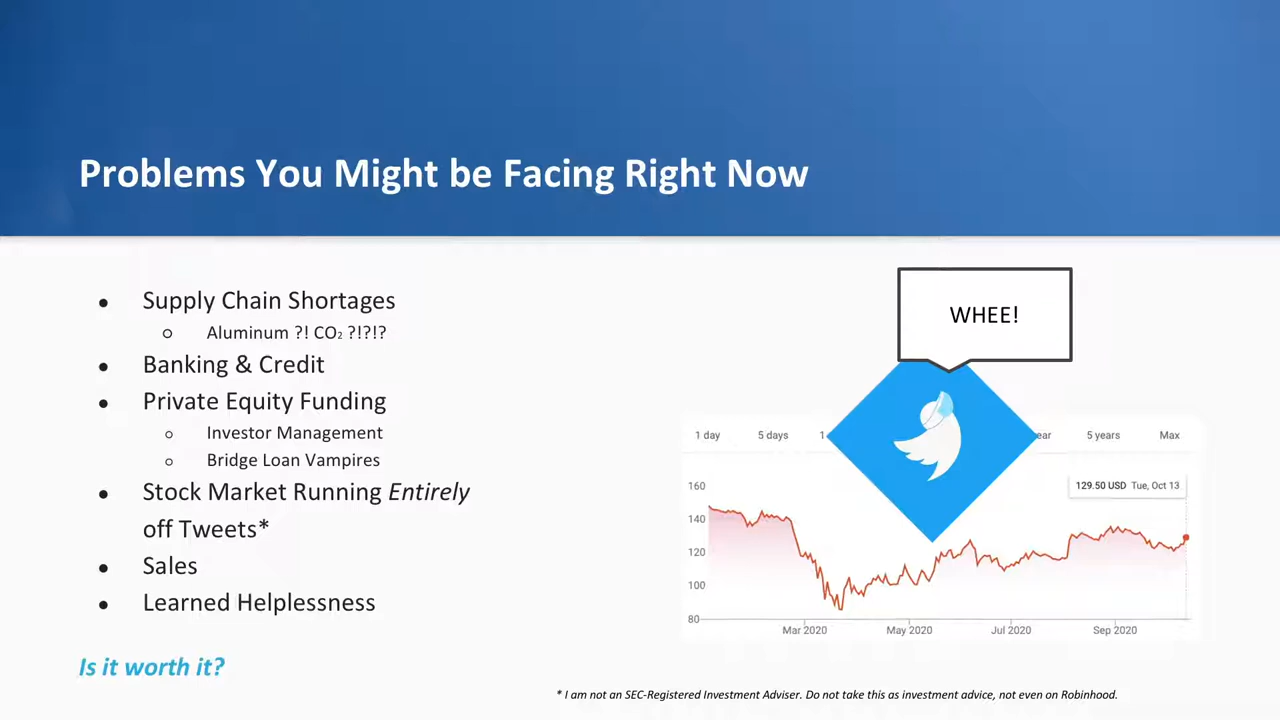 Problems You Might be Facing Right Now
● Supply Chain Shortages
○ Aluminum ?! CO₂ ?!?!?
● Banking & Credit
● Private Equity Funding
○ Investor Management
○ Bridge Loan Vampires
● Stock Market Running Entirely
off Tweets*
● Sales
● Learned Helplessness
Is it worth it?
WHEE!
1 day 5 days 1 ear 5 years Max
129.50 USD Tue, Oct 13
160
140
120
100
80
Mar 2020 May 2020 Jul 2020 Sep 2020
* I am not an SEC-Registered Investment Adviser. Do not take this as investment advice, not even on Robinhood.